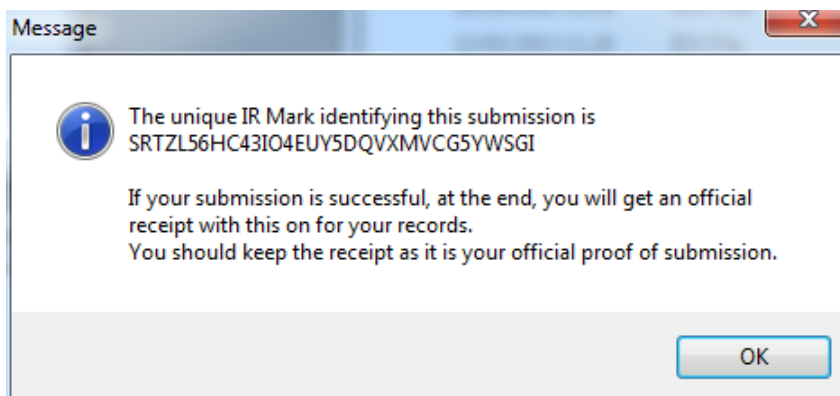 Message
The unique IR Mark identifying this submission is
SRTZL56HC43IO4EUY5DQVXMVCG5YWSGI
If your submission is successful, at the end, you will get an official
receipt with this on for your records.
You should keep the receipt as it is your official proof of submission.
OK